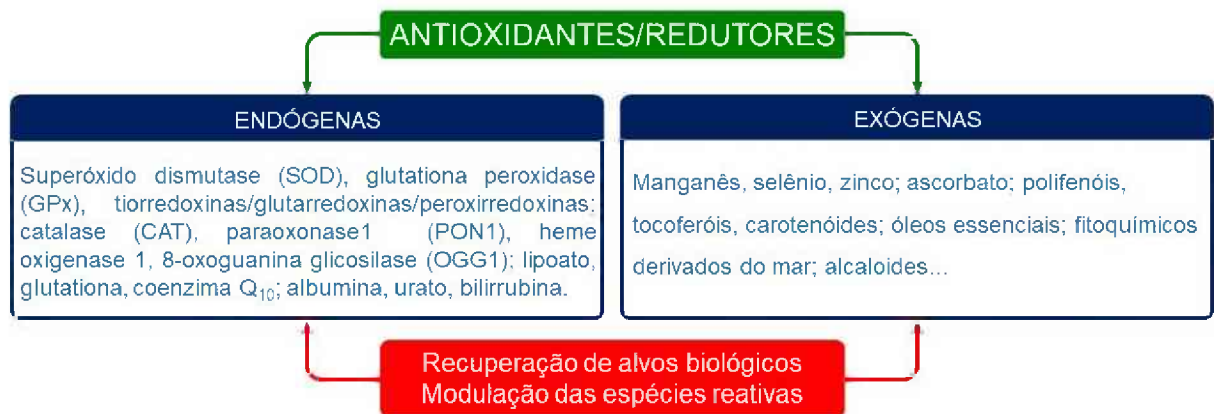 ANTIOXIDANTES/REDUTORES
ENDÓGENAS
Superóxido dismutase (SOD), glutationa peroxidase
(GPx), tiorredoxinas/glutarredoxinas/peroxirredoxinas;
catalase (CAT), paraoxonase1 (PON1), heme
oxigenase 1, 8-oxoguanina glicosilase (OGG1); lipoato,
glutationa, coenzima Q₁₀; albumina, urato, bilirrubina.
EXÓGENAS
Manganês, selênio, zinco; ascorbato; polifenóis,
tocoferóis, carotenóides; óleos essenciais; fitoquímicos
derivados do mar; alcaloides...
Recuperação de alvos biológicos
Modulação das espécies reativas